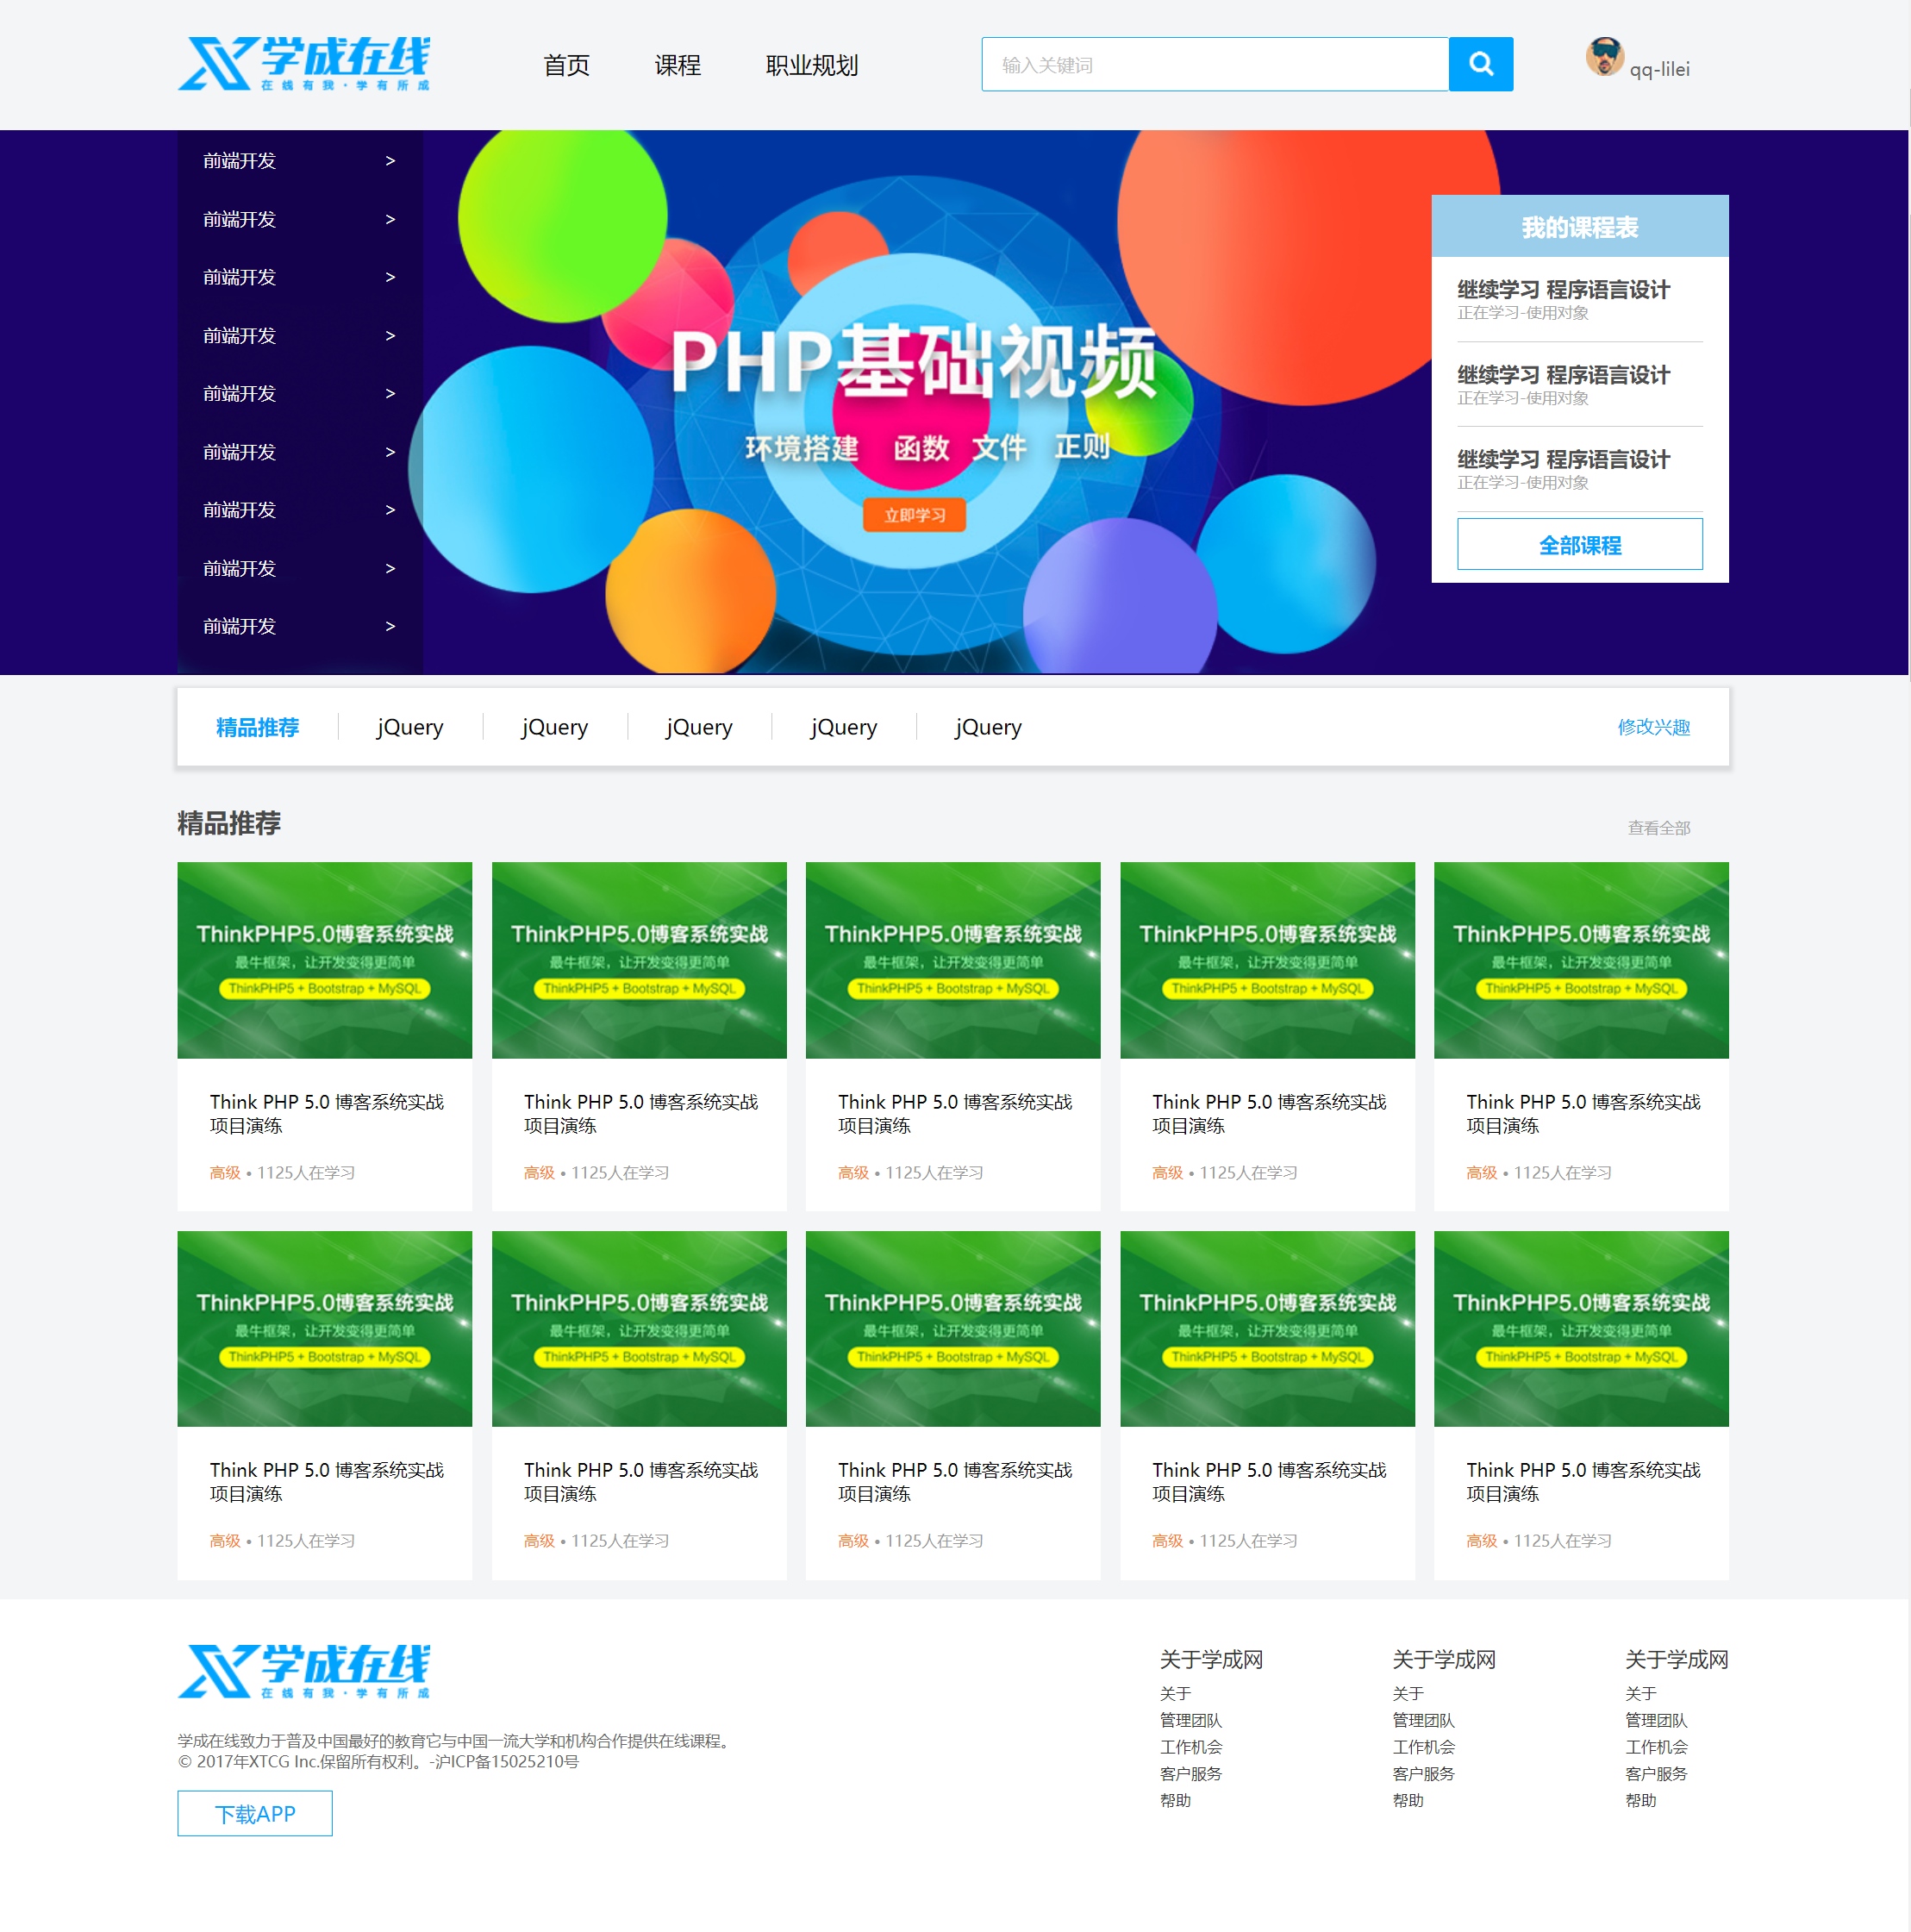 学成在线
在线有我·学有所成
首页 课程 职业规划
输入关键词
qq-lilei
前端开发 >
前端开发 >
前端开发 >
前端开发 >
前端开发 >
前端开发 >
前端开发 >
前端开发 >
前端开发 >
PHP基础视频
环境搭建 函数 文件 正则
立即学习
我的课程表
继续学习 程序语言设计
正在学习-使用对象
继续学习 程序语言设计
正在学习-使用对象
继续学习 程序语言设计
正在学习-使用对象
全部课程
精品推荐 jQuery jQuery jQuery jQuery jQuery 修改兴趣
精品推荐 查看全部
ThinkPHP5.0博客系统实战
最牛框架，让开发变得更简单
ThinkPHP5 + Bootstrap + MySQL
Think PHP 5.0 博客系统实战
项目演练
高级 • 1125人在学习
ThinkPHP5.0博客系统实战
最牛框架，让开发变得更简单
ThinkPHP5 + Bootstrap + MySQL
Think PHP 5.0 博客系统实战
项目演练
高级 • 1125人在学习
ThinkPHP5.0博客系统实战
最牛框架，让开发变得更简单
ThinkPHP5 + Bootstrap + MySQL
Think PHP 5.0 博客系统实战
项目演练
高级 • 1125人在学习
ThinkPHP5.0博客系统实战
最牛框架，让开发变得更简单
ThinkPHP5 + Bootstrap + MySQL
Think PHP 5.0 博客系统实战
项目演练
高级 • 1125人在学习
ThinkPHP5.0博客系统实战
最牛框架，让开发变得更简单
ThinkPHP5 + Bootstrap + MySQL
Think PHP 5.0 博客系统实战
项目演练
高级 • 1125人在学习
ThinkPHP5.0博客系统实战
最牛框架，让开发变得更简单
ThinkPHP5 + Bootstrap + MySQL
Think PHP 5.0 博客系统实战
项目演练
高级 • 1125人在学习
ThinkPHP5.0博客系统实战
最牛框架，让开发变得更简单
ThinkPHP5 + Bootstrap + MySQL
Think PHP 5.0 博客系统实战
项目演练
高级 • 1125人在学习
ThinkPHP5.0博客系统实战
最牛框架，让开发变得更简单
ThinkPHP5 + Bootstrap + MySQL
Think PHP 5.0 博客系统实战
项目演练
高级 • 1125人在学习
ThinkPHP5.0博客系统实战
最牛框架，让开发变得更简单
ThinkPHP5 + Bootstrap + MySQL
Think PHP 5.0 博客系统实战
项目演练
高级 • 1125人在学习
ThinkPHP5.0博客系统实战
最牛框架，让开发变得更简单
ThinkPHP5 + Bootstrap + MySQL
Think PHP 5.0 博客系统实战
项目演练
高级 • 1125人在学习
学成在线
在线有我·学有所成
学成在线致力于普及中国最好的教育它与中国一流大学和机构合作提供在线课程。
© 2017年XTCG Inc.保留所有权利。-沪ICP备15025210号
下载APP
关于学成网
关于
管理团队
工作机会
客户服务
帮助
关于学成网
关于
管理团队
工作机会
客户服务
帮助
关于学成网
关于
管理团队
工作机会
客户服务
帮助